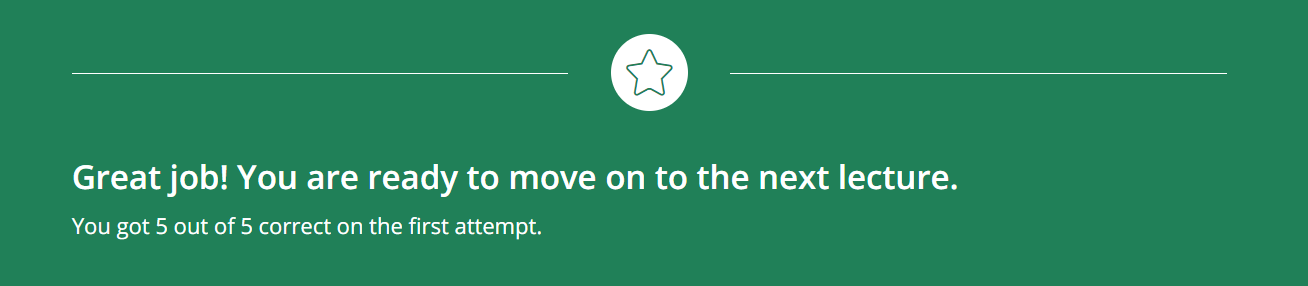 Great job! You are ready to move on to the next lecture.
You got 5 out of 5 correct on the first attempt.